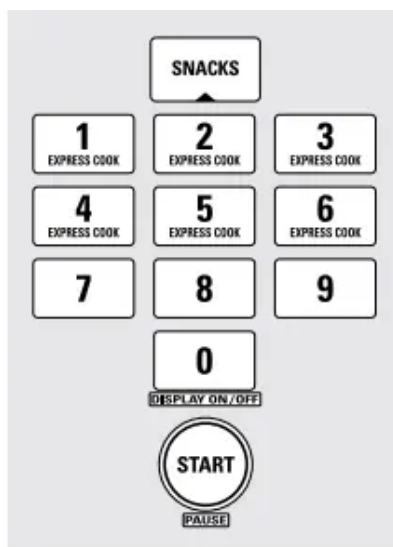 SNACKS
1 2 3
EXPRESS COOK EXPRESS COOK EXPRESS COOK
4 5 6
EXPRESS COOK EXPRESS COOK EXPRESS COOK
7 8 9
0
DISPLAY ON/OFF
START
PAUSE